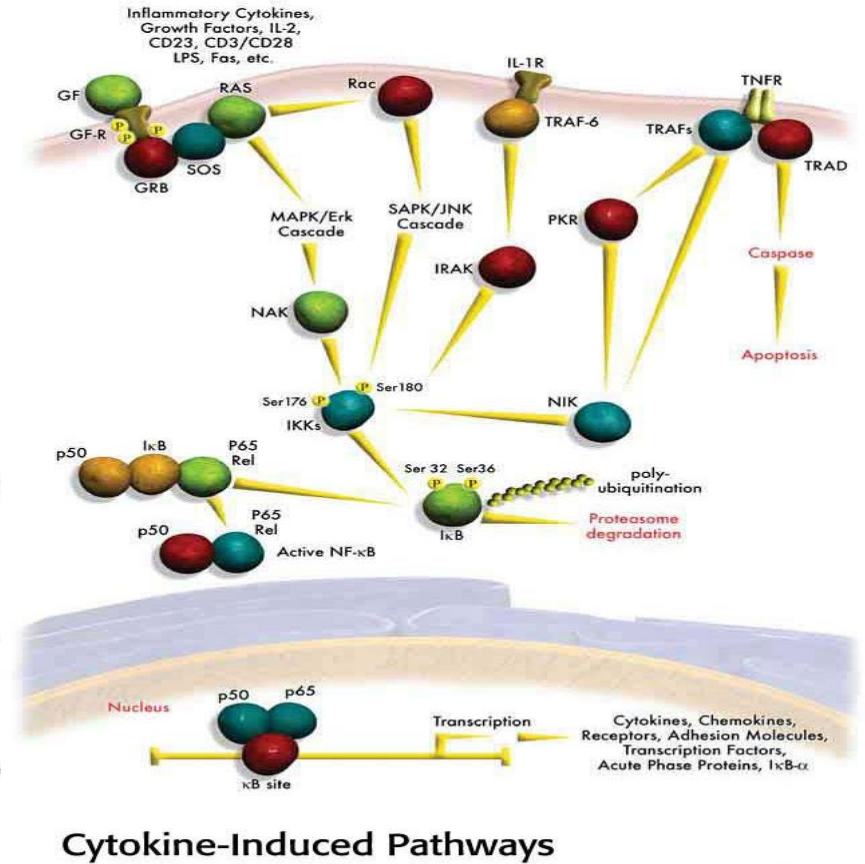 Inflammatory Cytokines,
Growth Factors, IL-2,
CD23, CD3/CD28
LPS, Fas, etc.
GF
RAS
Rac
IL-1R
TNFR
GF-R
P
P
P
GRB
SOS
TRAF-6
TRAFs
TRAD
MAPK/Erk
Cascade
SAPK/JNK
Cascade
PKR
IRAK
Caspase
NAK
Apoptosis
Ser176
P
P
Ser180
IKKs
NIK
p50
IκB
P65
Rel
Ser 32
Ser36
P
P
poly-
ubiquitination
IκB
Proteasome
degradation
p50
P65
Rel
Active NF-κB
Nucleus
p50
p65
κB site
Transcription
Cytokines, Chemokines,
Receptors, Adhesion Molecules,
Transcription Factors,
Acute Phase Proteins, IκB-α
Cytokine-Induced Pathways